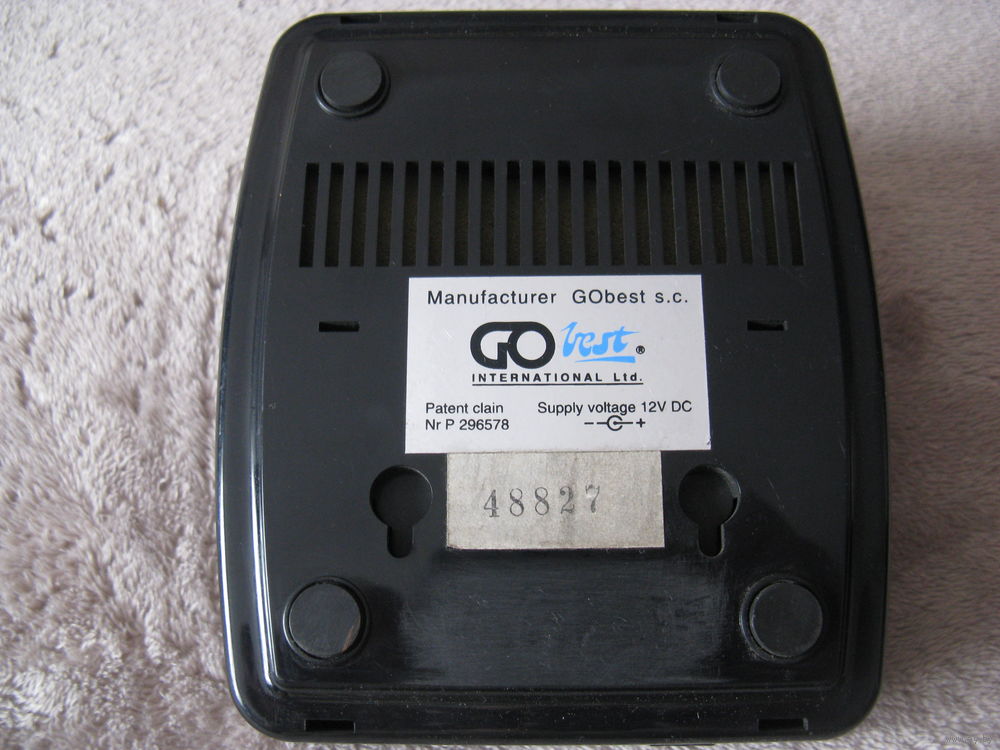 Manufacturer GObest s.c.
GO best ®
INTERNATIONAL Ltd.
Patent clain Supply voltage 12V DC
Nr P 296578
48827